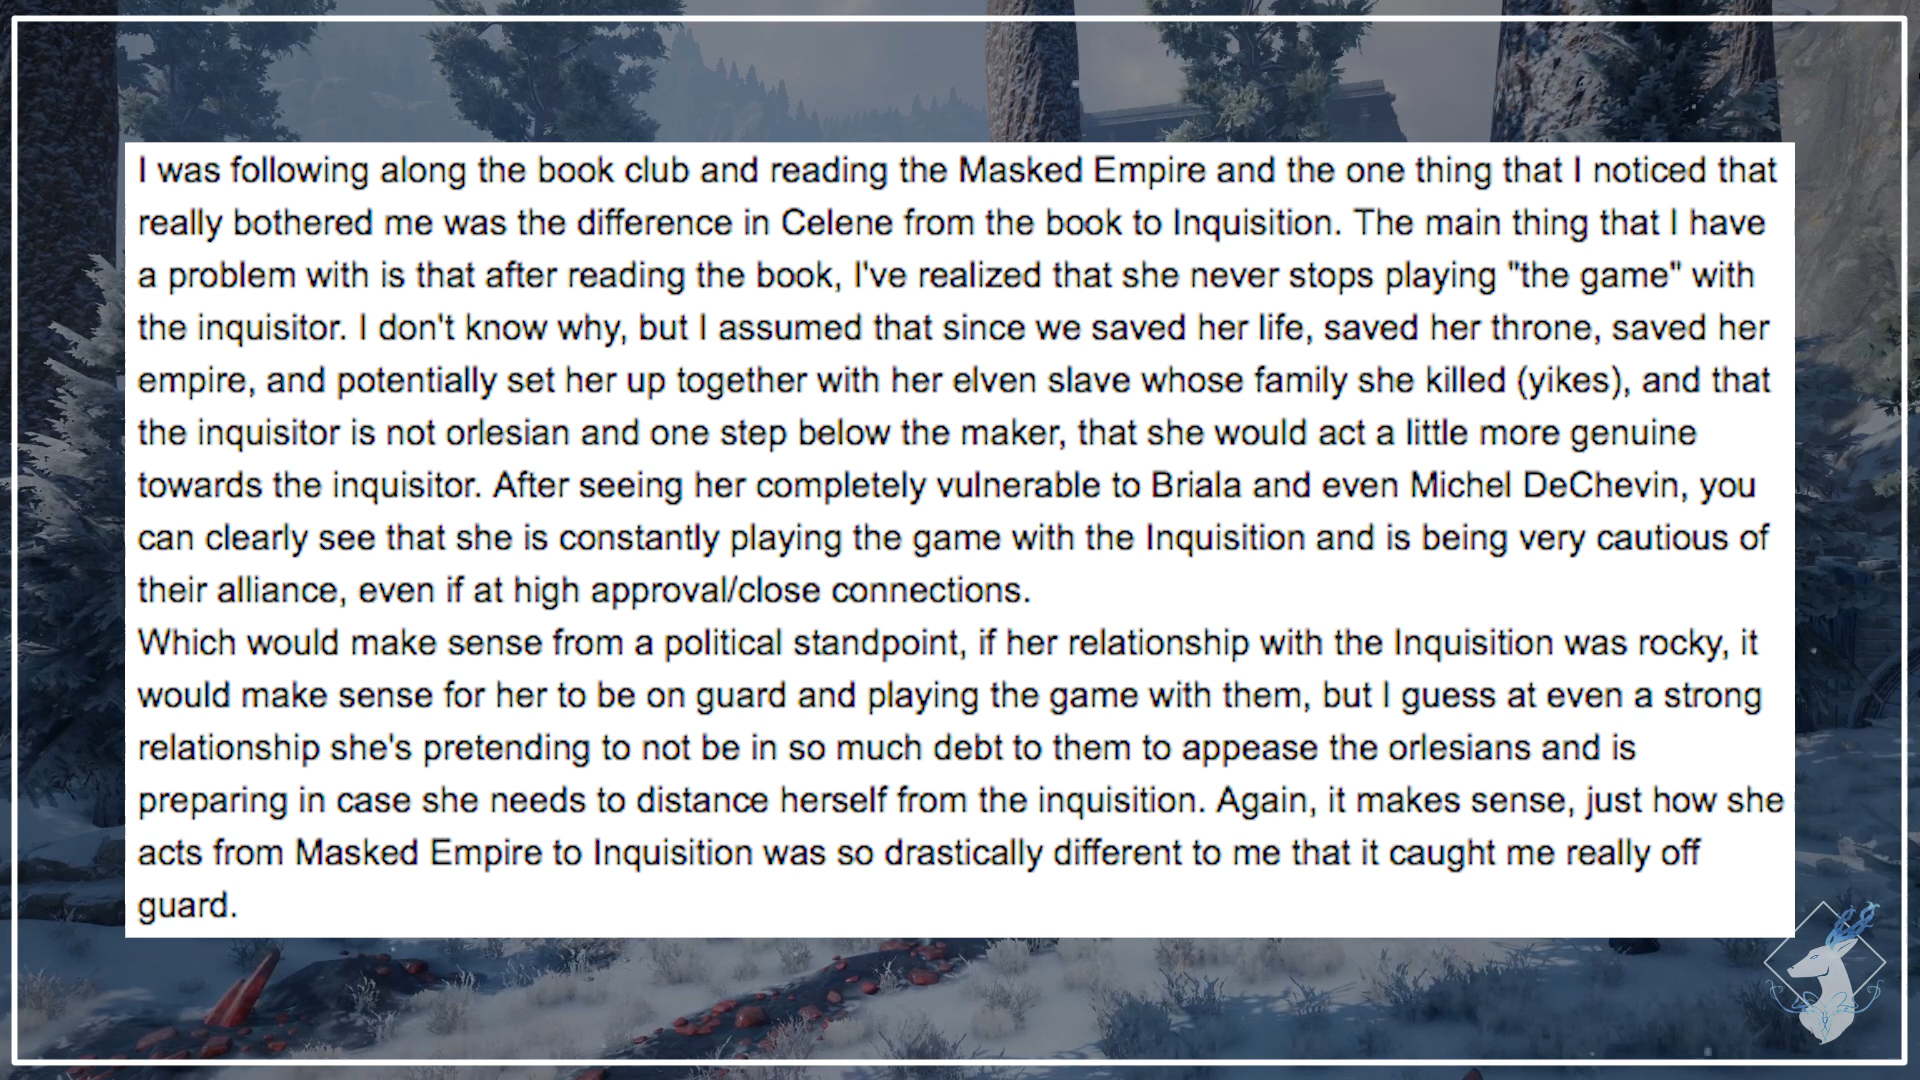 I was following along the book club and reading the Masked Empire and the one thing that I noticed that
really bothered me was the difference in Celene from the book to Inquisition. The main thing that I have
a problem with is that after reading the book, I've realized that she never stops playing "the game" with
the inquisitor. I don't know why, but I assumed that since we saved her life, saved her throne, saved her
empire, and potentially set her up together with her elven slave whose family she killed (yikes), and that
the inquisitor is not orlesian and one step below the maker, that she would act a little more genuine
towards the inquisitor. After seeing her completely vulnerable to Briala and even Michel DeChevin, you
can clearly see that she is constantly playing the game with the Inquisition and is being very cautious of
their alliance, even if at high approval/close connections.
Which would make sense from a political standpoint, if her relationship with the Inquisition was rocky, it
would make sense for her to be on guard and playing the game with them, but I guess at even a strong
relationship she's pretending to not be in so much debt to them to appease the orlesians and is
preparing in case she needs to distance herself from the inquisition. Again, it makes sense, just how she
acts from Masked Empire to Inquisition was so drastically different to me that it caught me really off
guard.